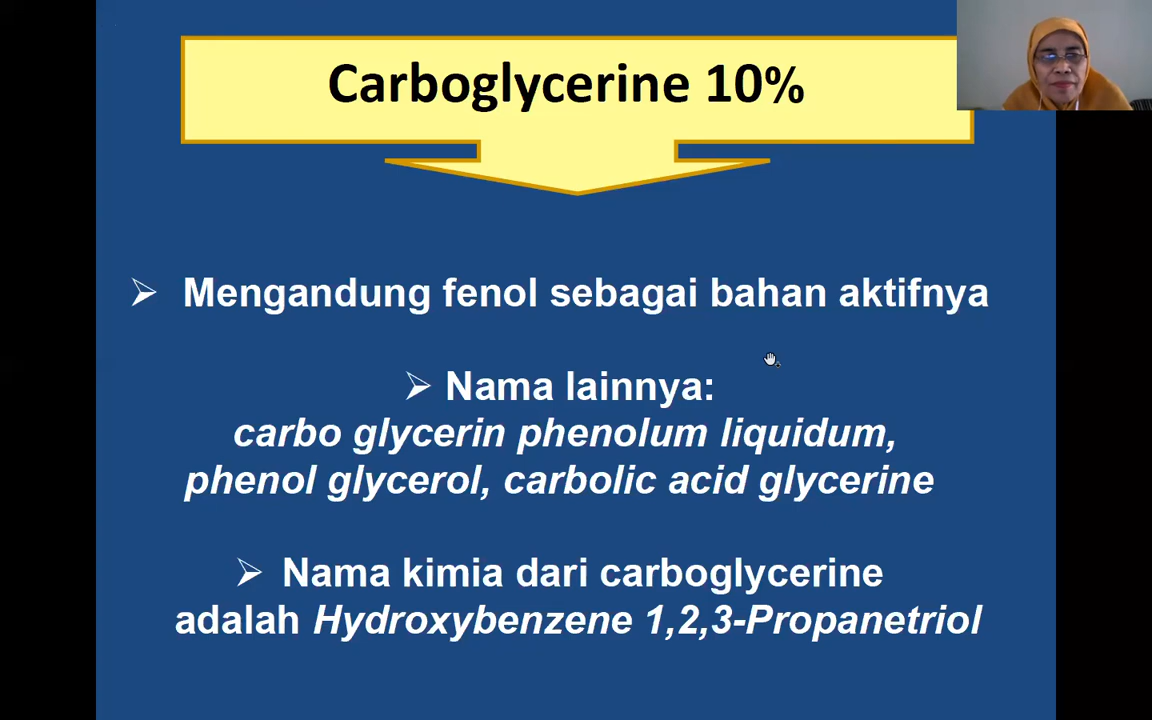 Carboglycerine 10%
➢ Mengandung fenol sebagai bahan aktifnya
➢ Nama lainnya:
carbo glycerin phenolum liquidum,
phenol glycerol, carbolic acid glycerine
➢ Nama kimia dari carboglycerine
adalah Hydroxybenzene 1,2,3-Propanetriol